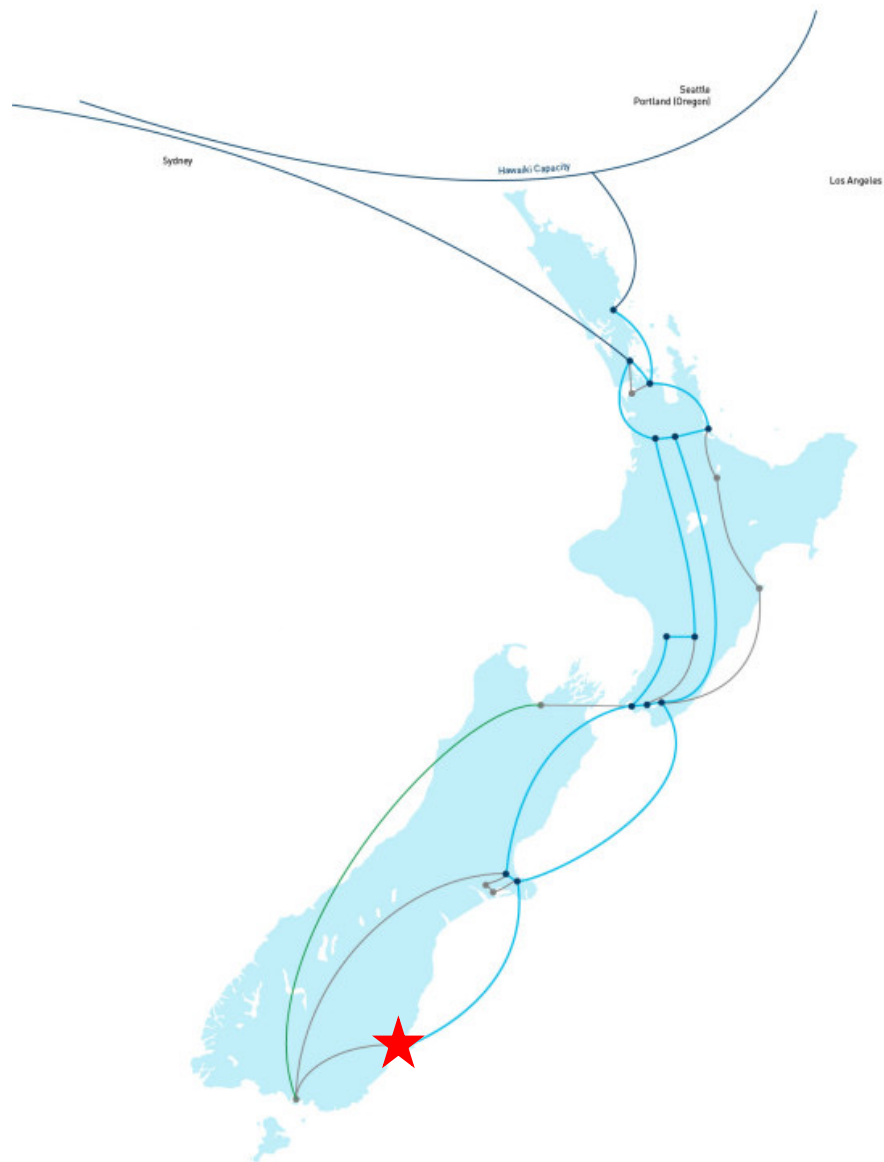 Seattle
Portland (Oregon)
Sydney
Hawaiki Capacity
Los Angeles